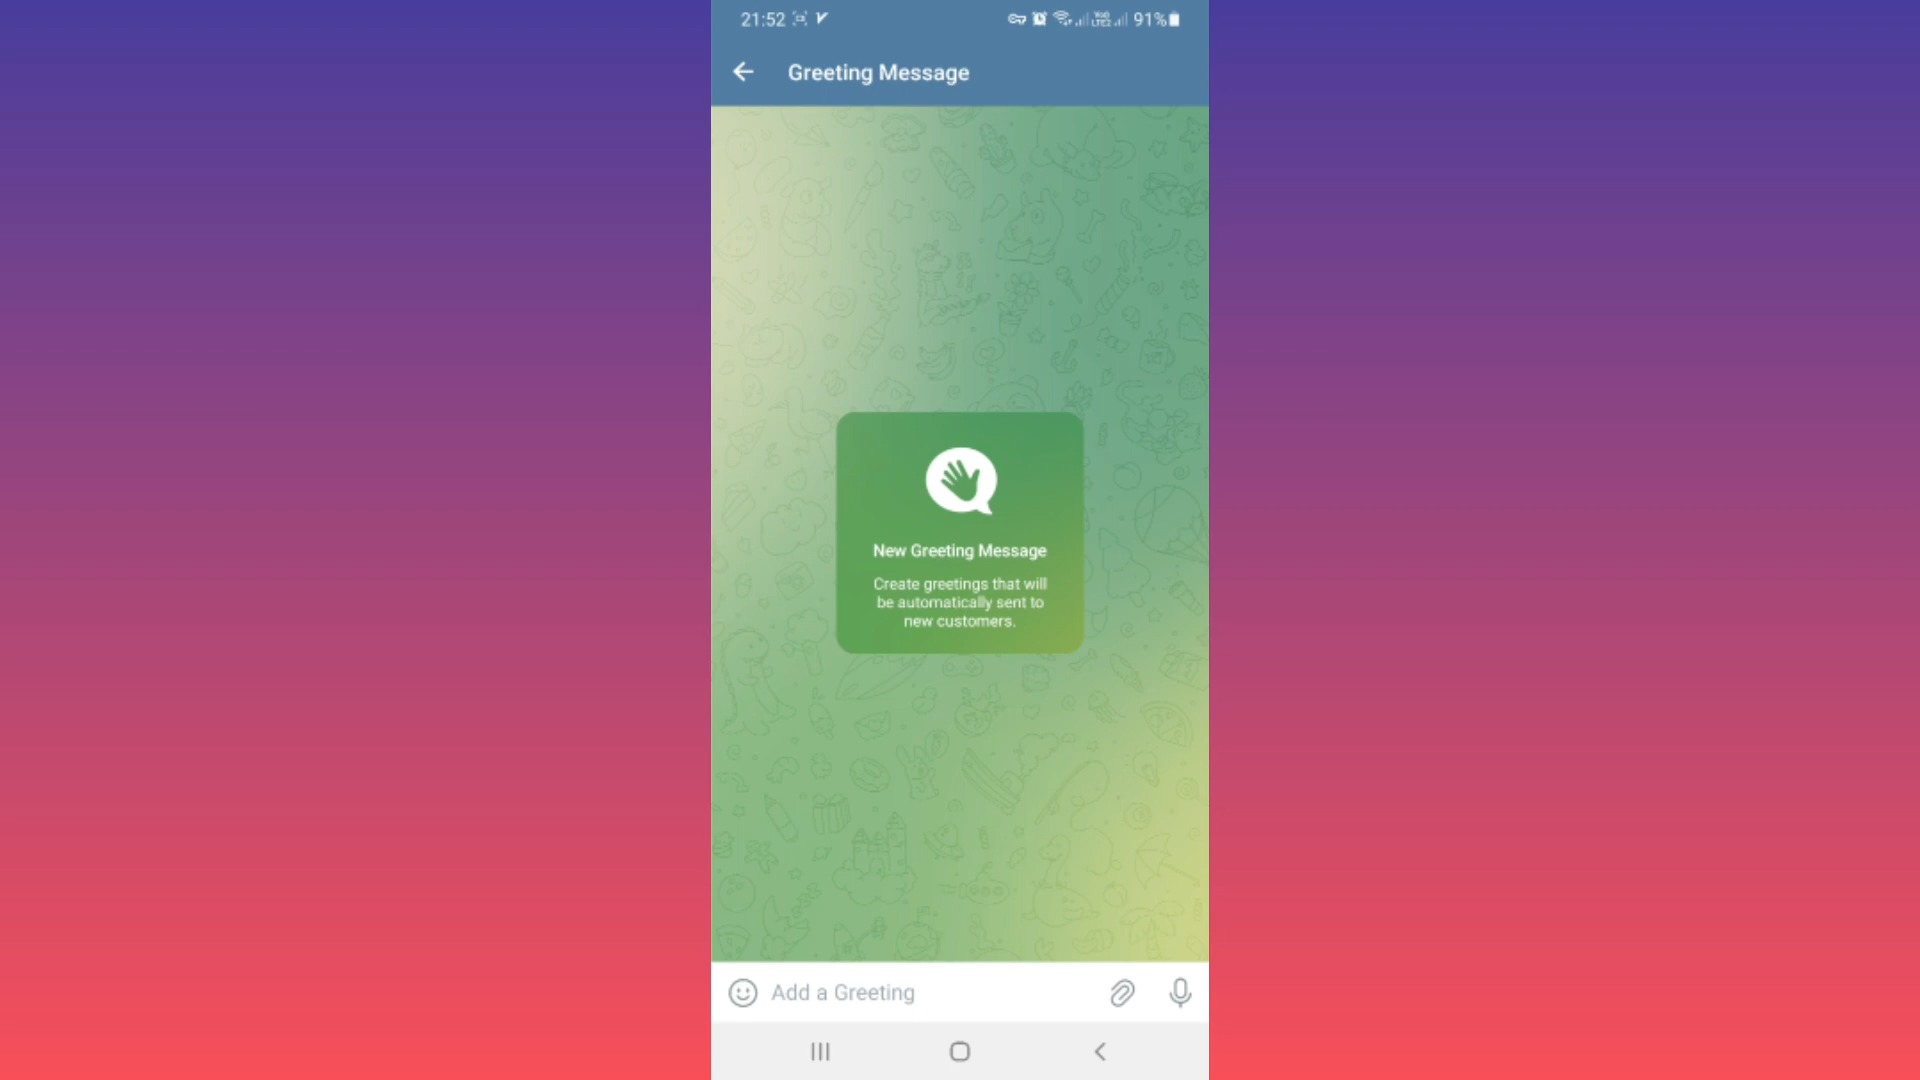 21:52 91%
Greeting Message
New Greeting Message
Create greetings that will
be automatically sent to
new customers.
Add a Greeting